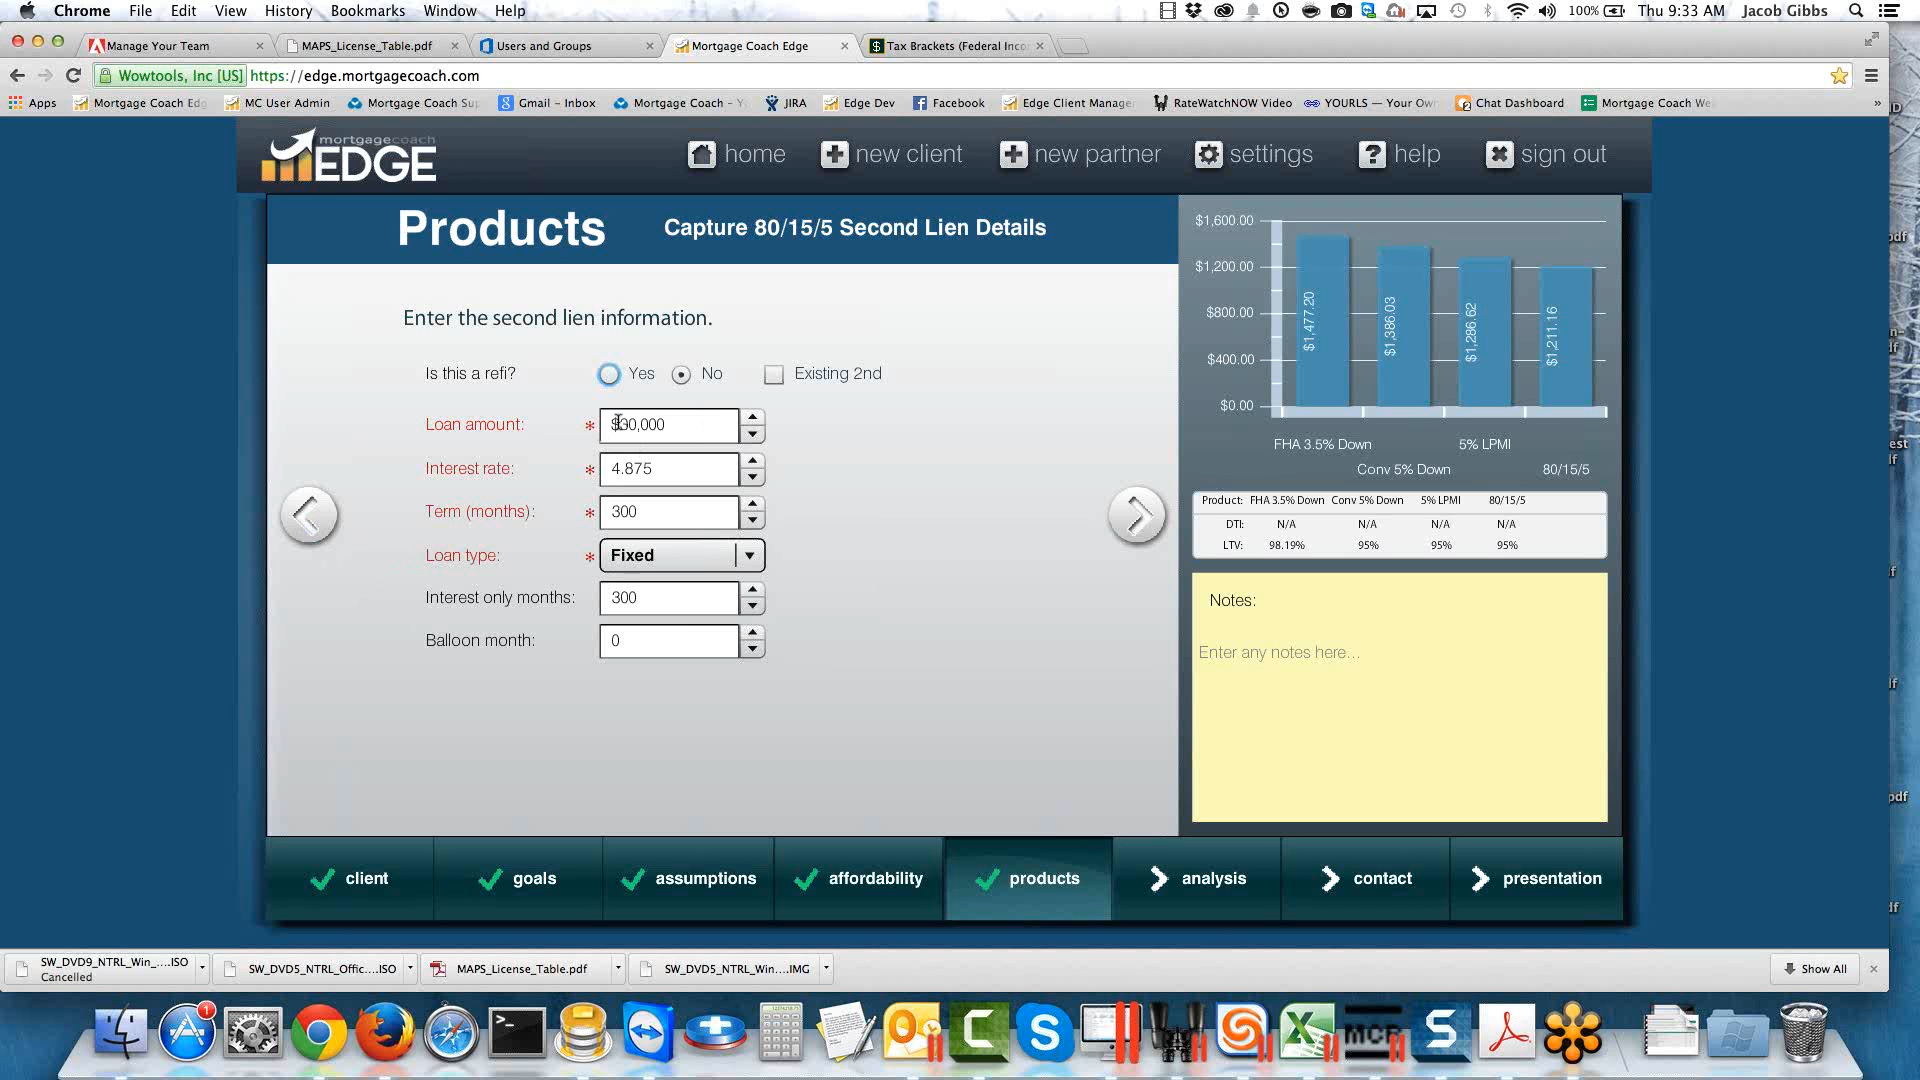 Chrome File Edit View History Bookmarks Window Help 100% Thu 9:33 AM Jacob Gibbs
Manage Your Team MAPS_License_Table.pdf Users and Groups Mortgage Coach Edge Tax Brackets (Federal Inco
Wowtools, Inc [US] https://edge.mortgagecoach.com
Apps Mortgage Coach Edg MC User Admin Mortgage Coach Sup Gmail – Inbox Mortgage Coach – Y JIRA Edge Dev Facebook Edge Client Manage RateWatchNOW Video YOURLS — Your Own Chat Dashboard Mortgage Coach We »
mortgagecoach
EDGE
home new client new partner settings help sign out
Products Capture 80/15/5 Second Lien Details
Enter the second lien information.
Is this a refi? Yes No Existing 2nd
Loan amount: * $30,000
Interest rate: * 4.875
Term (months): * 300
Loan type: * Fixed
Interest only months: 300
Balloon month: 0
$1,600.00
$1,200.00
$800.00
$400.00
$0.00
$1,477.20
$1,386.03
$1,286.62
$1,211.16
FHA 3.5% Down 5% LPMI
Conv 5% Down 80/15/5
Product: FHA 3.5% Down Conv 5% Down 5% LPMI 80/15/5
DTI: N/A N/A N/A N/A
LTV: 98.19% 95% 95% 95%
Notes:
Enter any notes here...
client goals assumptions affordability products analysis contact presentation
SW_DVD9_NTRL_Win_....ISO
Cancelled
SW_DVD5_NTRL_Offic....ISO MAPS_License_Table.pdf SW_DVD5_NTRL_Win....IMG Show All
1
MCR